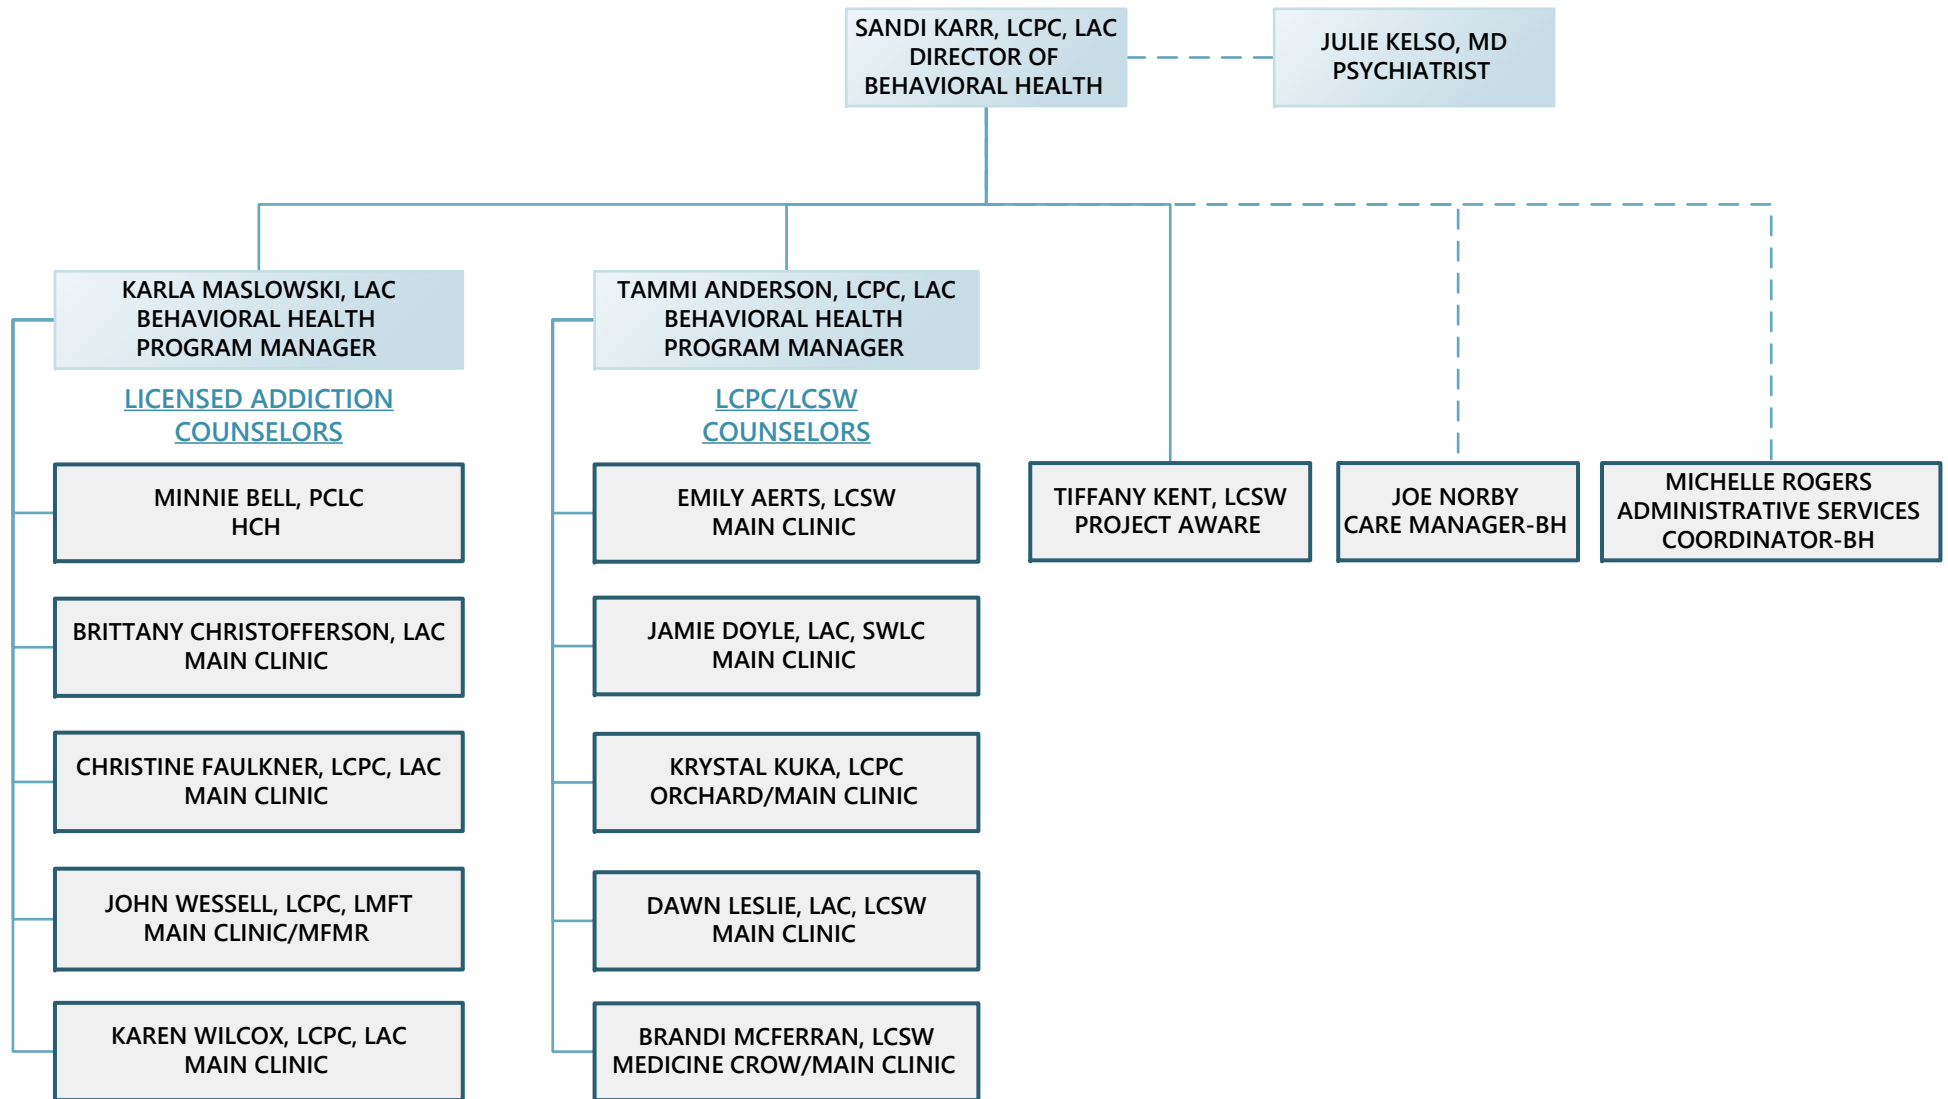 SANDI KARR, LCPC, LAC
DIRECTOR OF
BEHAVIORAL HEALTH
JULIE KELSO, MD
PSYCHIATRIST
KARLA MASLOWSKI, LAC
BEHAVIORAL HEALTH
PROGRAM MANAGER
LICENSED ADDICTION
COUNSELORS
MINNIE BELL, PCLC
HCH
BRITTANY CHRISTOFFERSON, LAC
MAIN CLINIC
CHRISTINE FAULKNER, LCPC, LAC
MAIN CLINIC
JOHN WESSELL, LCPC, LMFT
MAIN CLINIC/MFMR
KAREN WILCOX, LCPC, LAC
MAIN CLINIC
TAMMI ANDERSON, LCPC, LAC
BEHAVIORAL HEALTH
PROGRAM MANAGER
LCPC/LCSW
COUNSELORS
EMILY AERTS, LCSW
MAIN CLINIC
JAMIE DOYLE, LAC, SWLC
MAIN CLINIC
KRYSTAL KUKA, LCPC
ORCHARD/MAIN CLINIC
DAWN LESLIE, LAC, LCSW
MAIN CLINIC
BRANDI MCFERRAN, LCSW
MEDICINE CROW/MAIN CLINIC
TIFFANY KENT, LCSW
PROJECT AWARE
JOE NORBY
CARE MANAGER-BH
MICHELLE ROGERS
ADMINISTRATIVE SERVICES
COORDINATOR-BH